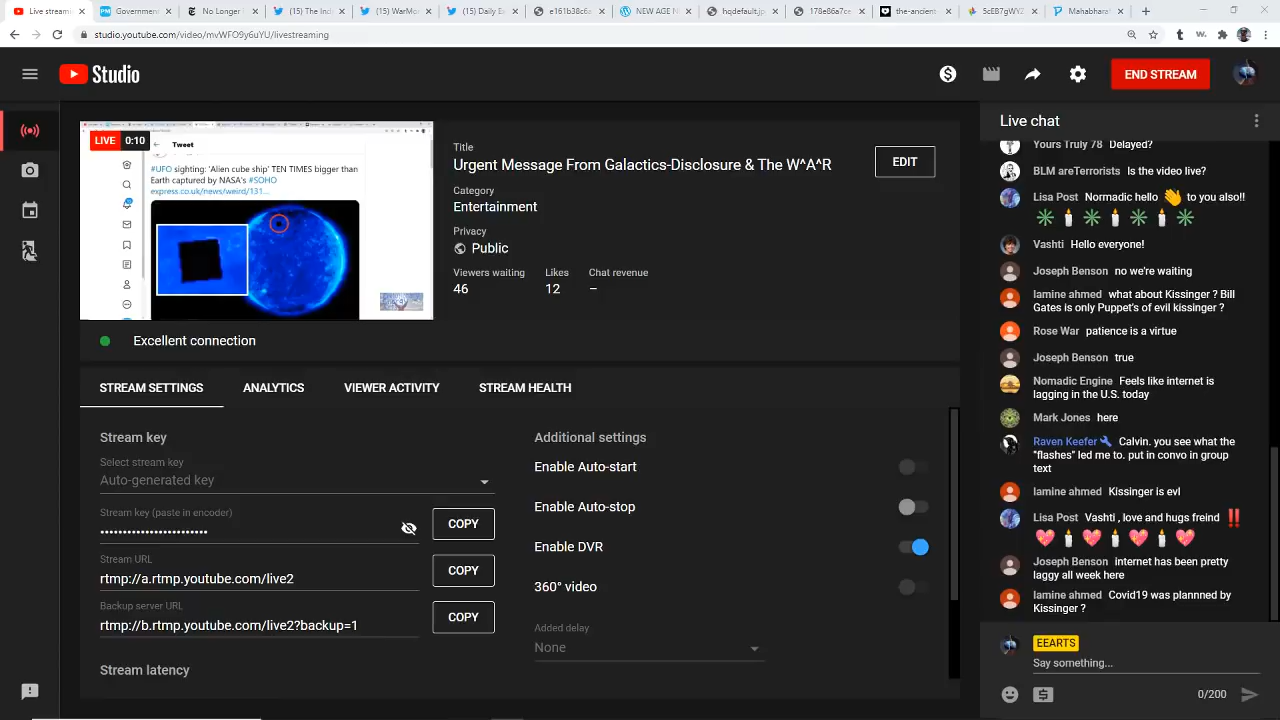 Live streami
Government
No Longer
(15) The Ind
(15) WarMon
(15) Daily Ex
e161b38c6a
NEW AGE N
hqdefault.jp
178e86a7ce
the-ancient
5cEB7gWYZ
Mahabharat
studio.youtube.com/video/mvWFO9y6uYU/livestreaming
Studio
END STREAM
LIVE 0:10
Tweet
#UFO sighting: 'Alien cube ship' TEN TIMES bigger than
Earth captured by NASA's #SOHO
express.co.uk/news/weird/131...
Title
Urgent Message From Galactics-Disclosure & The W^A^R
EDIT
Category
Entertainment
Privacy
Public
Viewers waiting Likes Chat revenue
46 12 –
Excellent connection
STREAM SETTINGS ANALYTICS VIEWER ACTIVITY STREAM HEALTH
Stream key
Select stream key
Auto-generated key
Stream key (paste in encoder)
•••••••••••••••••••••••• COPY
Stream URL
rtmp://a.rtmp.youtube.com/live2 COPY
Backup server URL
rtmp://b.rtmp.youtube.com/live2?backup=1 COPY
Stream latency
Additional settings
Enable Auto-start
Enable Auto-stop
Enable DVR
360° video
Added delay
None
Live chat
Yours Truly 78 Delayed?
BLM areTerrorists Is the video live?
Lisa Post Normadic hello 👋 to you also!!
✳️🕯️✳️🕯️✳️🕯️✳️
Vashti Hello everyone!
Joseph Benson no we're waiting
lamine ahmed what about Kissinger ? Bill
Gates is only Puppet's of evil kissinger ?
Rose War patience is a virtue
Joseph Benson true
Nomadic Engine Feels like internet is
lagging in the U.S. today
Mark Jones here
Raven Keefer Calvin. you see what the
"flashes" led me to. put in convo in group
text
lamine ahmed Kissinger is evl
Lisa Post Vashti , love and hugs freind ‼️
💖🕯️💖🕯️💖🕯️💖
Joseph Benson internet has been pretty
laggy all week here
lamine ahmed Covid19 was plannned by
Kissinger ?
EEARTS
Say something...
0/200